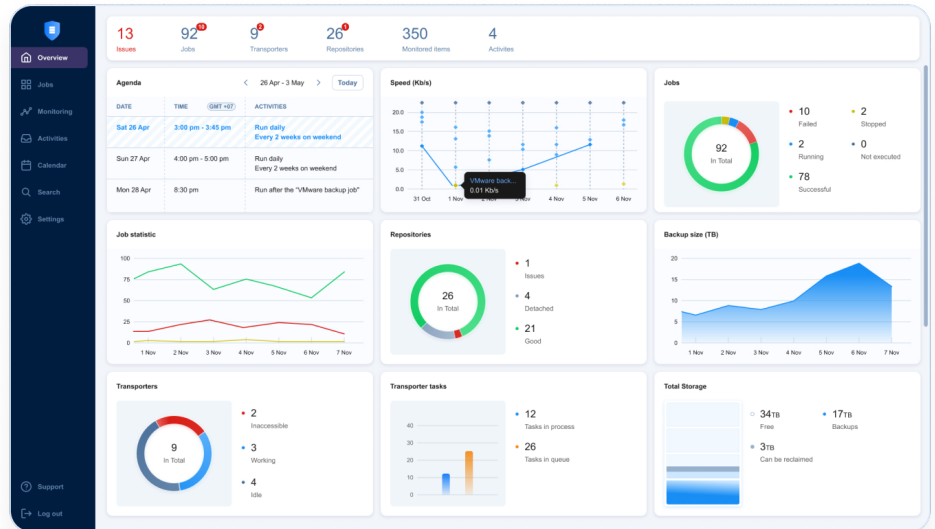 Overview
Jobs
Monitoring
Activities
Calendar
Search
Settings
Support
Log out
13
Issues
92 10
Jobs
9 2
Transporters
26 1
Repositories
350
Monitored items
4
Activites
Agenda
< 26 Apr - 3 May > Today
DATE TIME GMT +07 ACTIVITIES
Sat 26 Apr 3:00 pm - 3:45 pm Run daily
Every 2 weeks on weekend
Sun 27 Apr 4:00 pm - 5:00 pm Run daily
Every 2 weeks on weekend
Mon 28 Apr 8:30 pm Run after the "VMware backup job"
Speed (Kb/s)
20.0
15.0
10.0
5.0
0.0
VMware back...
0.01 Kb/s
31 Oct 1 Nov 2 Nov 3 Nov 4 Nov 5 Nov 6 Nov
Jobs
92
In Total
10
Failed
2
Stopped
2
Running
0
Not executed
78
Successful
Job statistic
100
75
50
25
0
1 Nov 2 Nov 3 Nov 4 Nov 5 Nov 6 Nov 7 Nov
Repositories
26
In Total
1
Issues
4
Detached
21
Good
Backup size (TB)
20
15
10
5
0
1 Nov 2 Nov 3 Nov 4 Nov 5 Nov 6 Nov 7 Nov
Transporters
9
In Total
2
Inaccessible
3
Working
4
Idle
Transporter tasks
40
30
20
10
0
12
Tasks in process
26
Tasks in queue
Total Storage
34TB
Free
17TB
Backups
3TB
Can be reclaimed